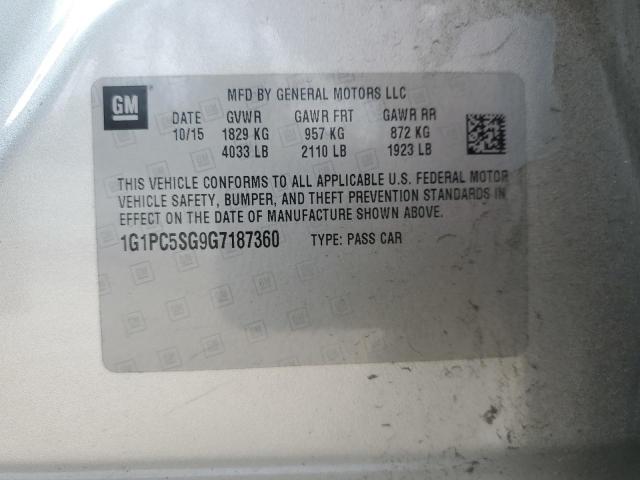 GM
MFD BY GENERAL MOTORS LLC
DATE GVWR GAWR FRT GAWR RR
10/15 1829 KG 957 KG 872 KG
4033 LB 2110 LB 1923 LB
THIS VEHICLE CONFORMS TO ALL APPLICABLE U.S. FEDERAL MOTOR
VEHICLE SAFETY, BUMPER, AND THEFT PREVENTION STANDARDS IN
EFFECT ON THE DATE OF MANUFACTURE SHOWN ABOVE.
1G1PC5SG9G7187360 TYPE: PASS CAR